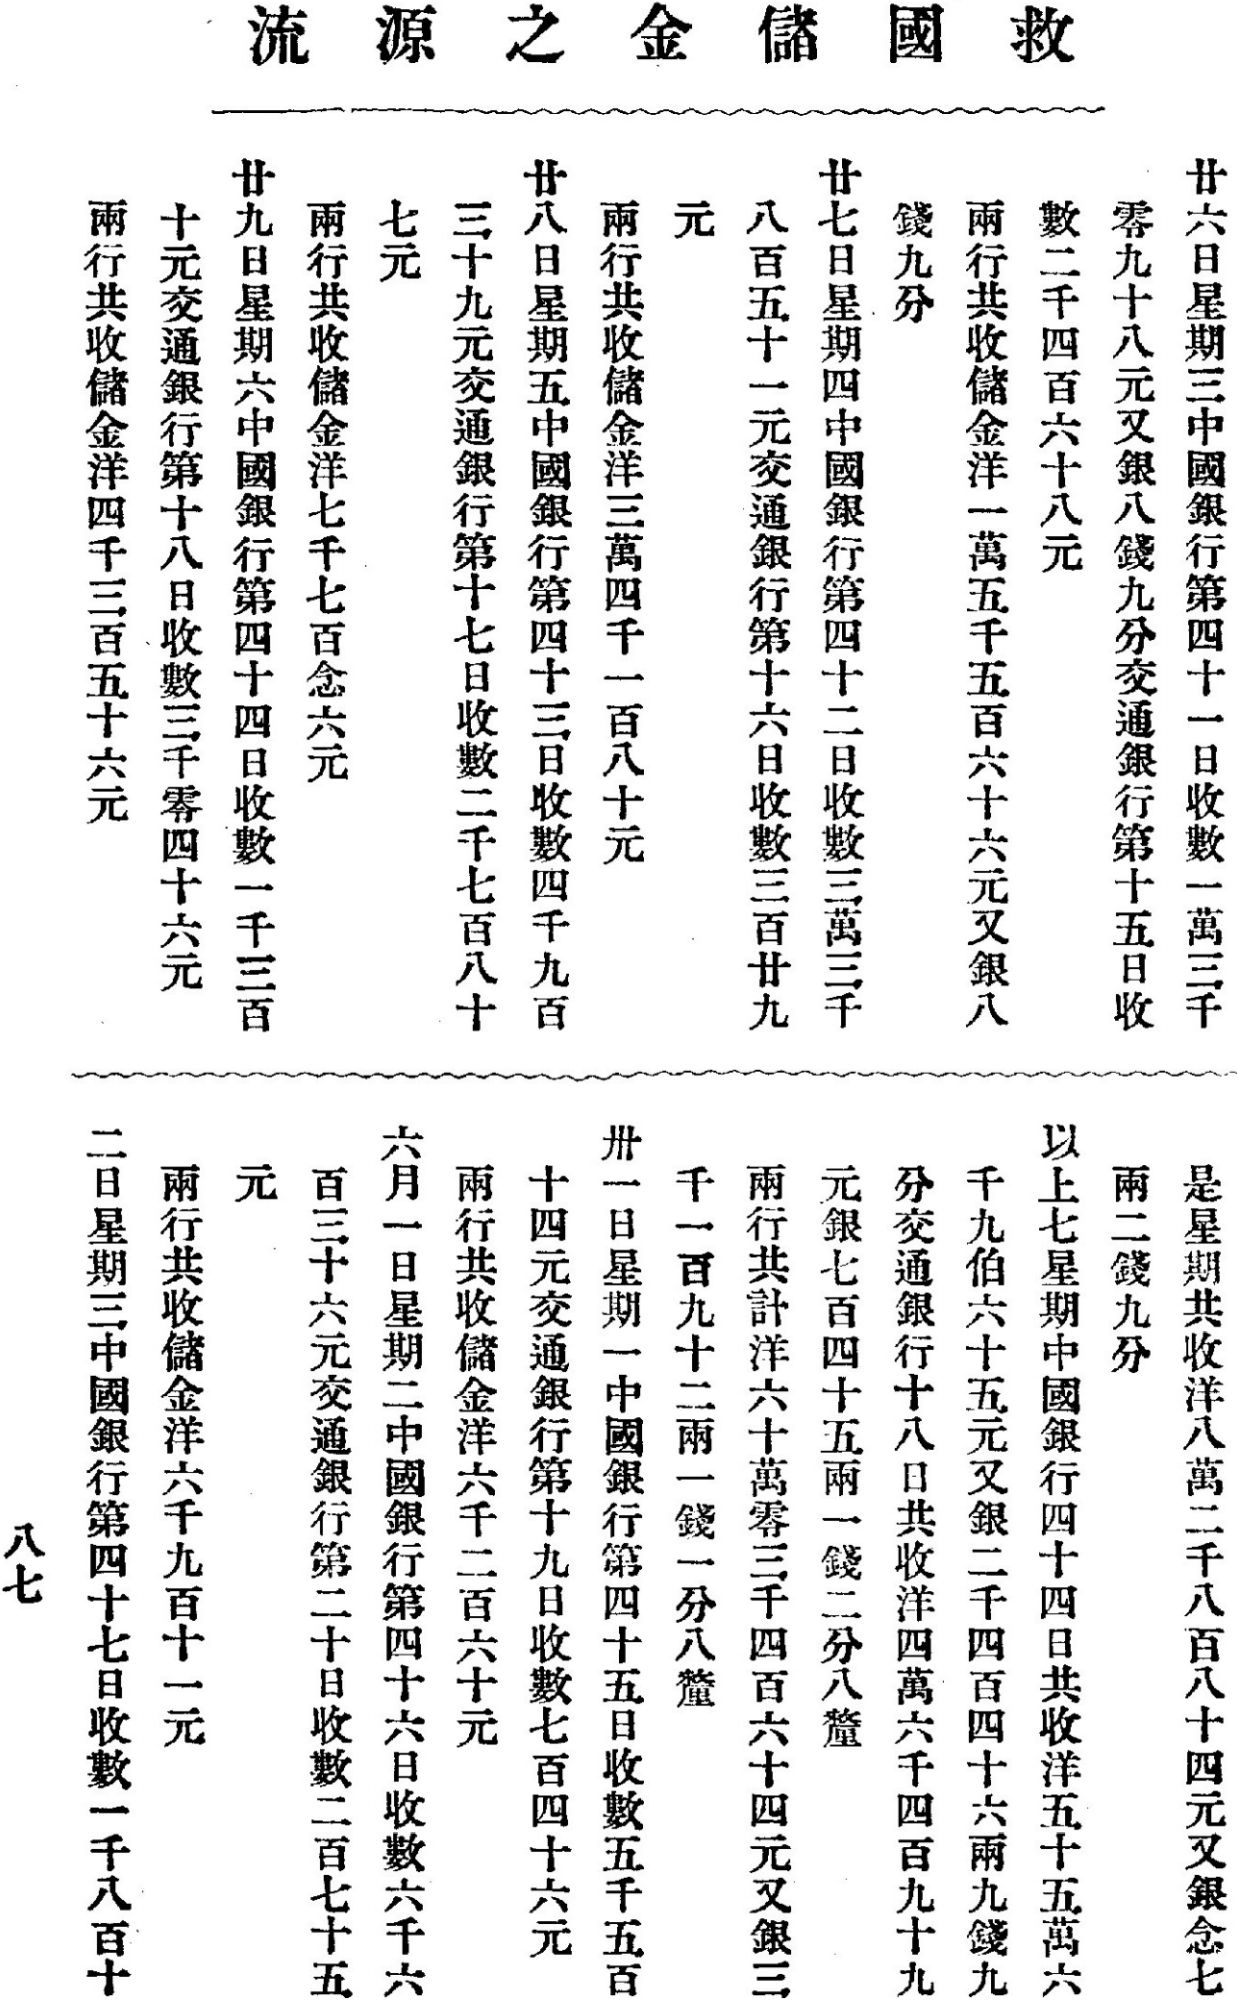 救國儲金之源流
廿六日星期三中國銀行第四十一日收數一萬三千
零九十八元又銀八錢九分交通銀行第十五日收
數二千四百六十八元
兩行共收儲金洋一萬五千五百六十六元又銀八
錢九分
廿七日星期四中國銀行第四十二日收數三萬三千
八百五十一元交通銀行第十六日收數三百廿九
元
兩行共收儲金洋三萬四千一百八十元
廿八日星期五中國銀行第四十三日收數四千九百
三十九元交通銀行第十七日收數二千七百八十
七元
兩行共收儲金洋七千七百念六元
廿九日星期六中國銀行第四十四日收數一千三百
十元交通銀行第十八日收數三千零四十六元
兩行共收儲金洋四千三百五十六元
是星期共收洋八萬二千八百八十四元又銀念七
兩二錢九分
以上七星期中國銀行四十四日共收洋五十五萬六
千九伯六十五元又銀二千四百四十六兩九錢九
分交通銀行十八日共收洋四萬六千四百九十九
元銀七百四十五兩一錢二分八釐
兩行共計洋六十萬零三千四百六十四元又銀三
千一百九十二兩一錢一分八釐
卅一日星期一中國銀行第四十五日收數五千五百
十四元交通銀行第十九日收數七百四十六元
兩行共收儲金洋六千二百六十元
六月一日星期二中國銀行第四十六日收數六千六
百三十六元交通銀行第二十日收數二百七十五
元
兩行共收儲金洋六千九百十一元
二日星期三中國銀行第四十七日收數一千八百十
八七